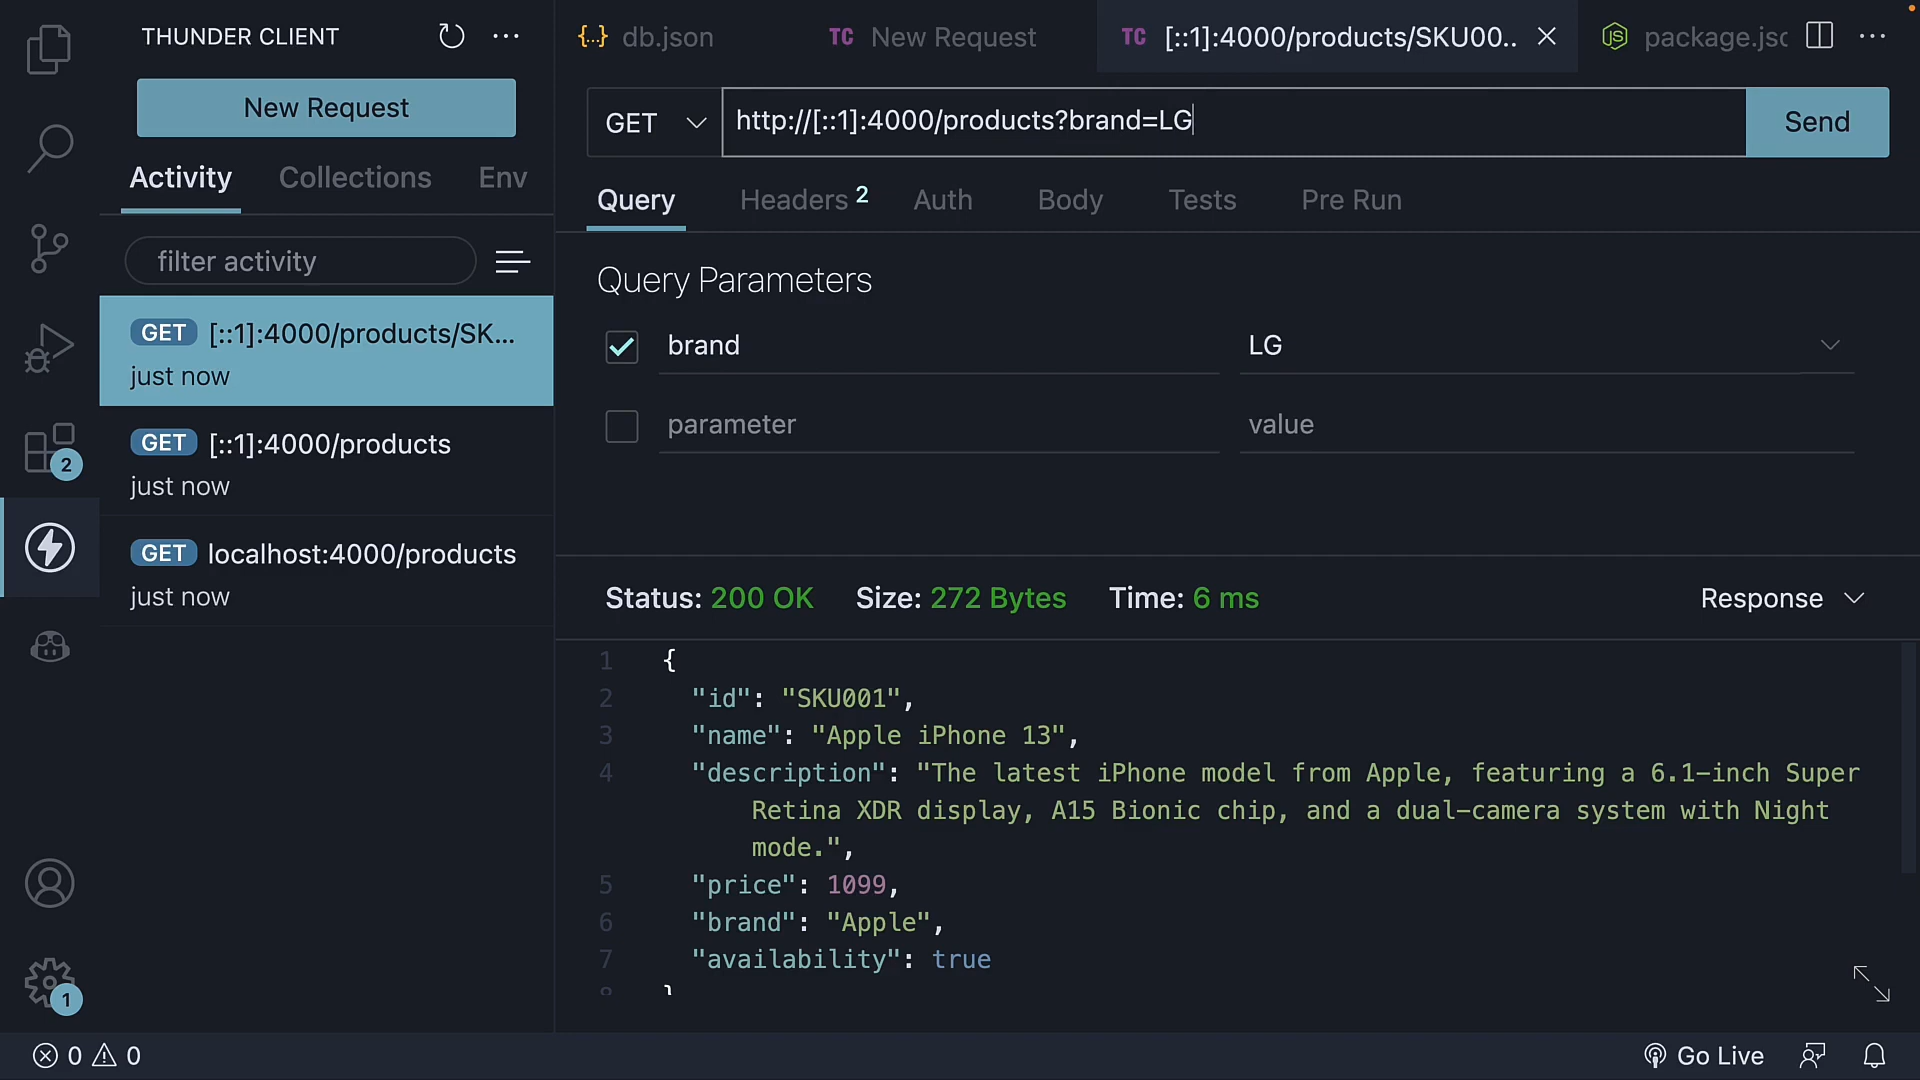 THUNDER CLIENT
New Request
Activity
Collections
Env
filter activity
GET [::1]:4000/products/SK...
just now
GET [::1]:4000/products
just now
GET localhost:4000/products
just now
2
1
{..} db.json
TC New Request
TC [::1]:4000/products/SKU00..
JS package.jsc
GET
http://[::1]:4000/products?brand=LG
Send
Query
Headers 2
Auth
Body
Tests
Pre Run
Query Parameters
brand
LG
parameter
value
Status: 200 OK
Size: 272 Bytes
Time: 6 ms
Response
1 {
2 "id": "SKU001",
3 "name": "Apple iPhone 13",
4 "description": "The latest iPhone model from Apple, featuring a 6.1-inch Super
Retina XDR display, A15 Bionic chip, and a dual-camera system with Night
mode.",
5 "price": 1099,
6 "brand": "Apple",
7 "availability": true
8 }
0 0
Go Live